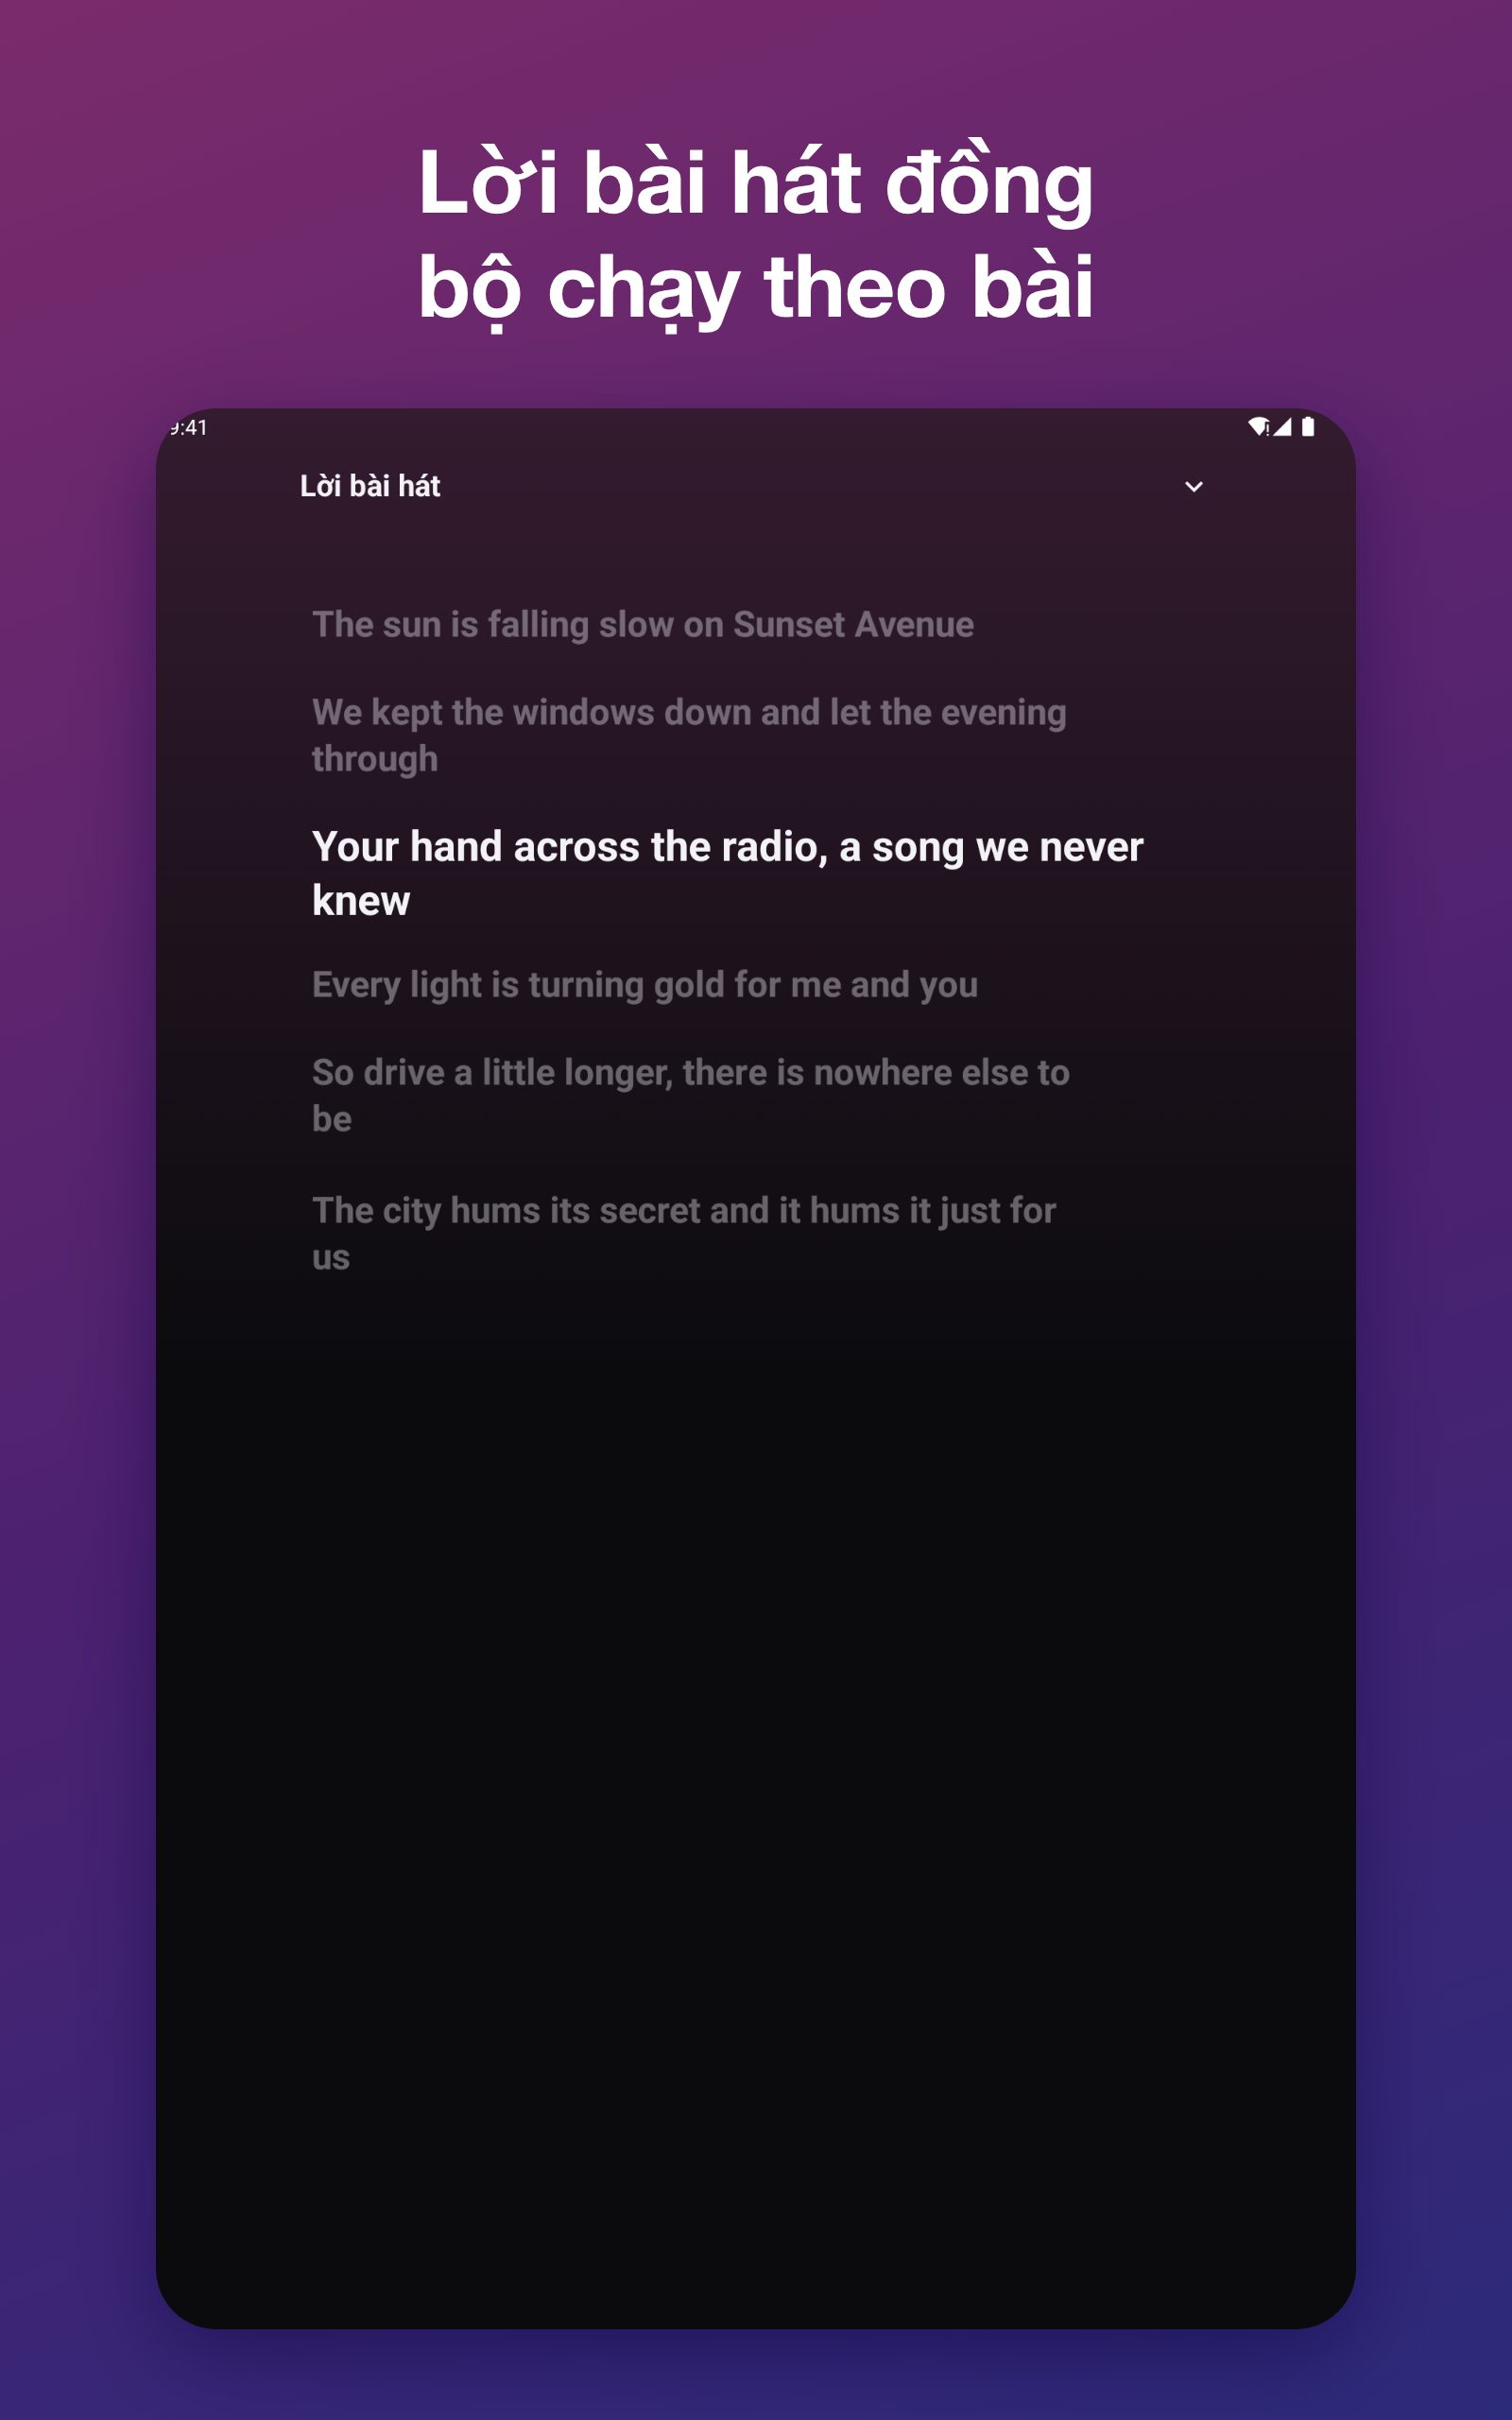 Lời bài hát đồng
bộ chạy theo bài
9:41
Lời bài hát
The sun is falling slow on Sunset Avenue
We kept the windows down and let the evening
through
Your hand across the radio, a song we never
knew
Every light is turning gold for me and you
So drive a little longer, there is nowhere else to
be
The city hums its secret and it hums it just for
us